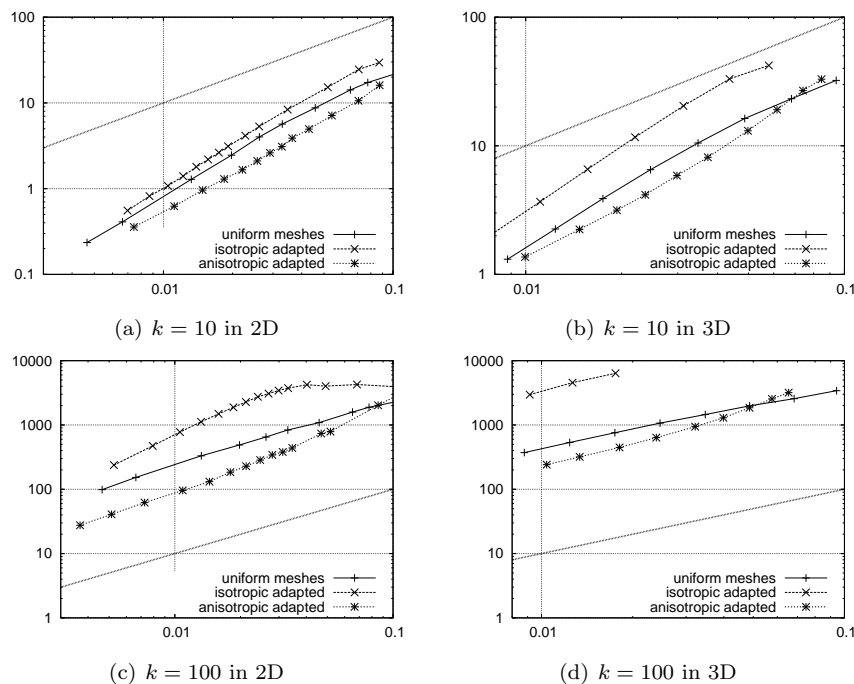 100
10
1
0.1
0.01
0.1
uniform meshes
isotropic adapted
anisotropic adapted
(a) k = 10 in 2D
100
10
1
0.01
0.1
uniform meshes
isotropic adapted
anisotropic adapted
(b) k = 10 in 3D
10000
1000
100
10
1
0.01
0.1
uniform meshes
isotropic adapted
anisotropic adapted
(c) k = 100 in 2D
10000
1000
100
10
1
0.01
0.1
uniform meshes
isotropic adapted
anisotropic adapted
(d) k = 100 in 3D